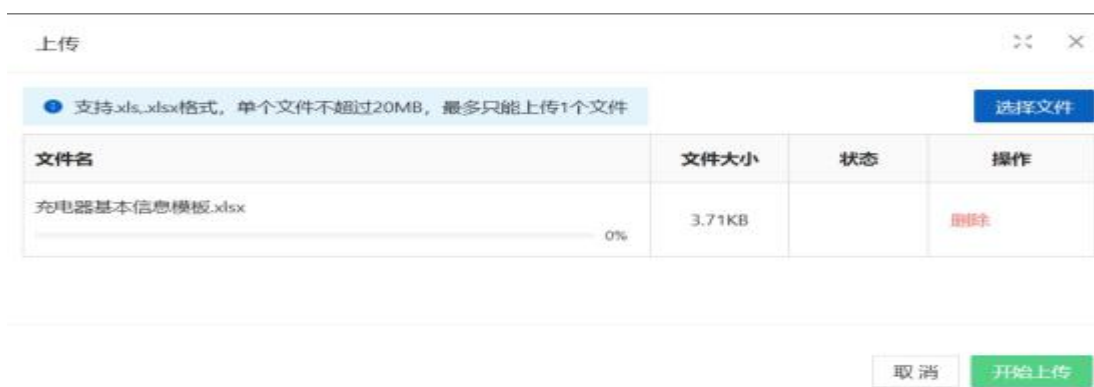 上传
支持.xls,.xlsx格式，单个文件不超过20MB，最多只能上传1个文件
选择文件
文件名 文件大小 状态 操作
充电器基本信息模板.xlsx
0%
3.71KB
删除
取消 开始上传